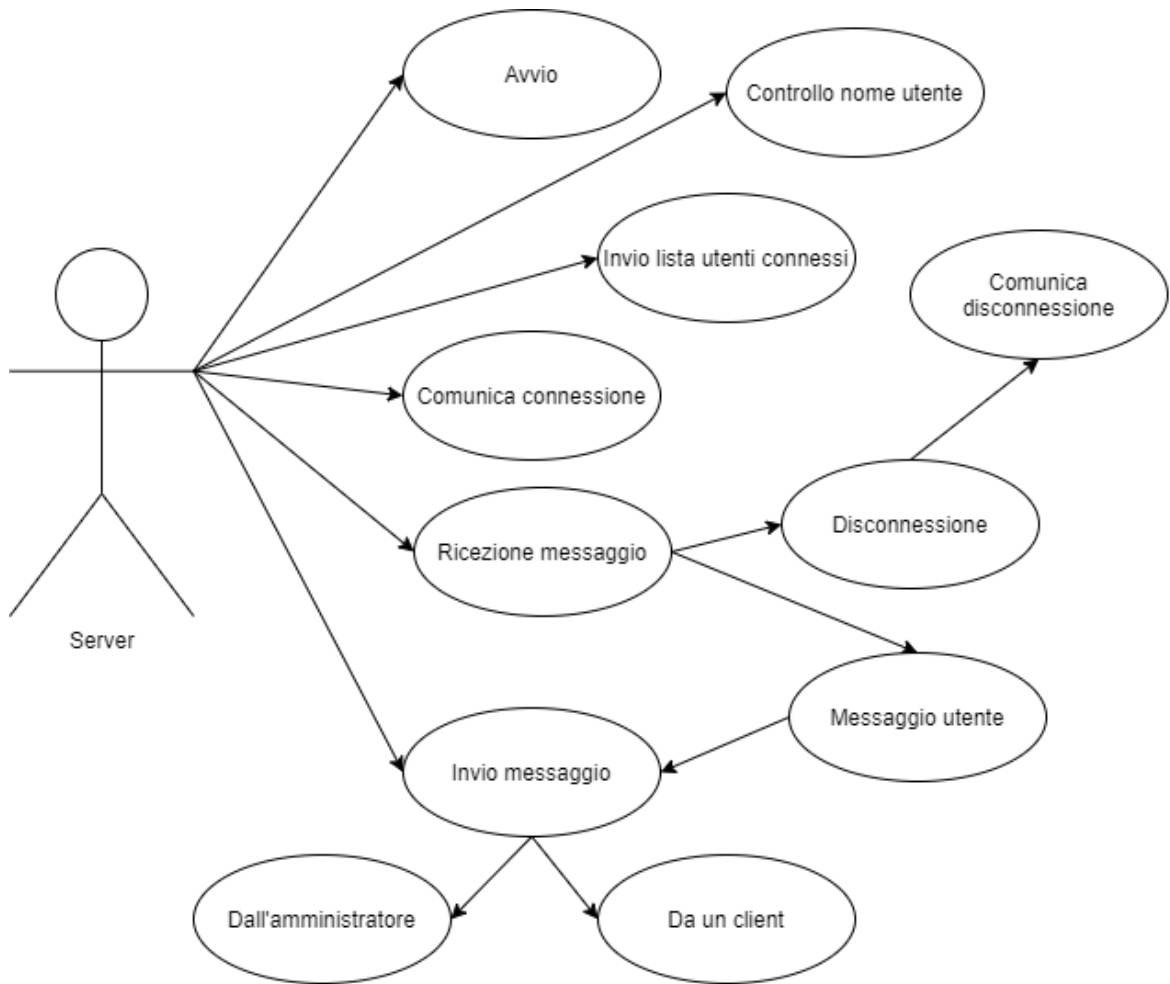 Avvio
Controllo nome utente
Invio lista utenti connessi
Comunica
disconnessione
Comunica connessione
Ricezione messaggio
Disconnessione
Server
Messaggio utente
Invio messaggio
Dall'amministratore
Da un client